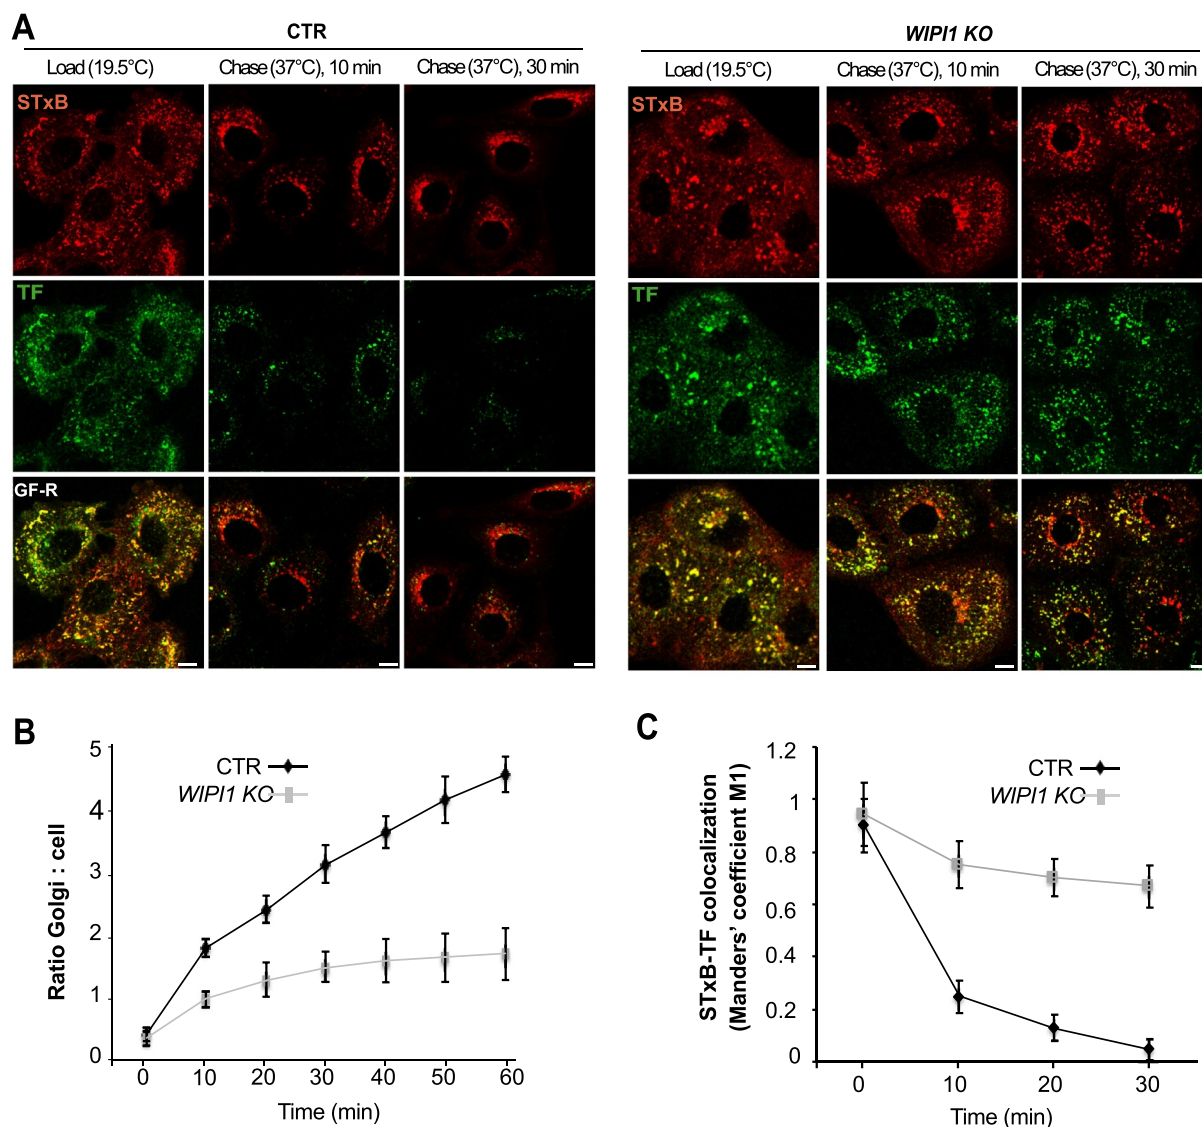 A
CTR
WIPI1 KO
Load (19.5°C)
Chase (37°C), 10 min
Chase (37°C), 30 min
Load (19.5°C)
Chase (37°C), 10 min
Chase (37°C), 30 min
STxB
STxB
TF
TF
GF-R
B
5
4
3
2
1
0
CTR
WIPI1 KO
Ratio Golgi : cell
0
10
20
30
40
50
60
Time (min)
C
1.2
1
0.8
0.6
0.4
0.2
0
CTR
WIPI1 KO
STxB-TF colocalization
(Manders' coefficient M1)
0
10
20
30
Time (min)